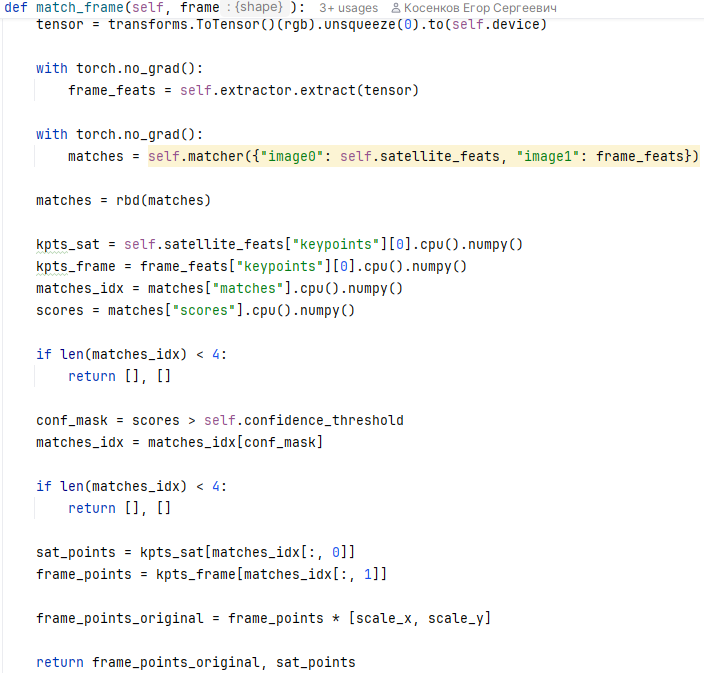 def match_frame(self, frame : {shape} ): 3+ usages Косенков Егор Сергеевич
tensor = transforms.ToTensor()(rgb).unsqueeze(0).to(self.device)
with torch.no_grad():
frame_feats = self.extractor.extract(tensor)
with torch.no_grad():
matches = self.matcher({"image0": self.satellite_feats, "image1": frame_feats})
matches = rbd(matches)
kpts_sat = self.satellite_feats["keypoints"][0].cpu().numpy()
kpts_frame = frame_feats["keypoints"][0].cpu().numpy()
matches_idx = matches["matches"].cpu().numpy()
scores = matches["scores"].cpu().numpy()
if len(matches_idx) < 4:
return [], []
conf_mask = scores > self.confidence_threshold
matches_idx = matches_idx[conf_mask]
if len(matches_idx) < 4:
return [], []
sat_points = kpts_sat[matches_idx[:, 0]]
frame_points = kpts_frame[matches_idx[:, 1]]
frame_points_original = frame_points * [scale_x, scale_y]
return frame_points_original, sat_points